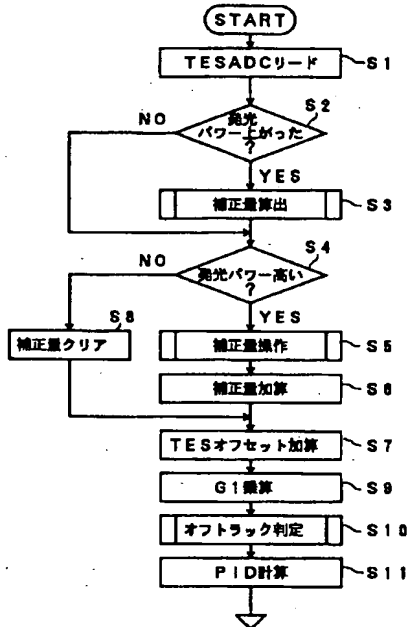 START
TESADCリード
S1
S2
発光
パワー上がった
?
NO
YES
補正量算出
S3
S4
発光パワー高い
?
NO
YES
S8
補正量クリア
補正量操作
S5
補正量加算
S6
TESオフセット加算
S7
G1乗算
S9
オフトラック判定
S10
PID計算
S11